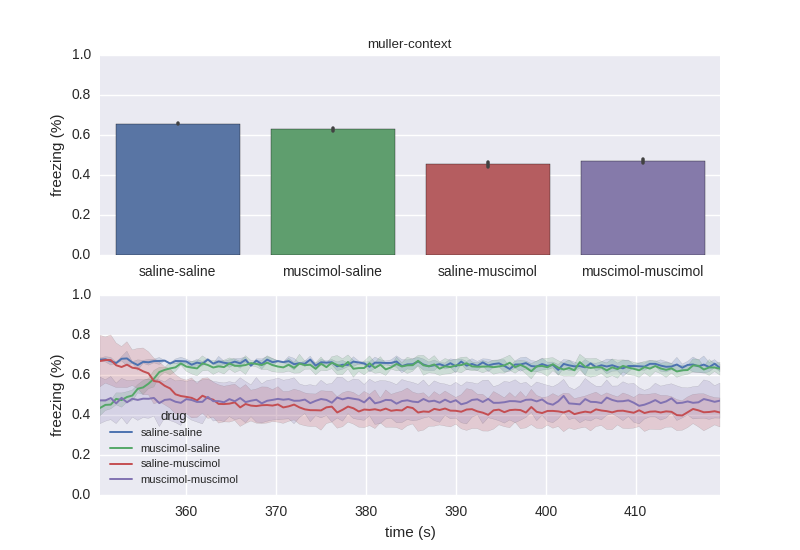 muller-context
freezing (%)
1.0
0.8
0.6
0.4
0.2
0.0
saline-saline muscimol-saline saline-muscimol muscimol-muscimol
freezing (%)
1.0
0.8
0.6
0.4
0.2
0.0
drug
saline-saline
muscimol-saline
saline-muscimol
muscimol-muscimol
360 370 380 390 400 410
time (s)